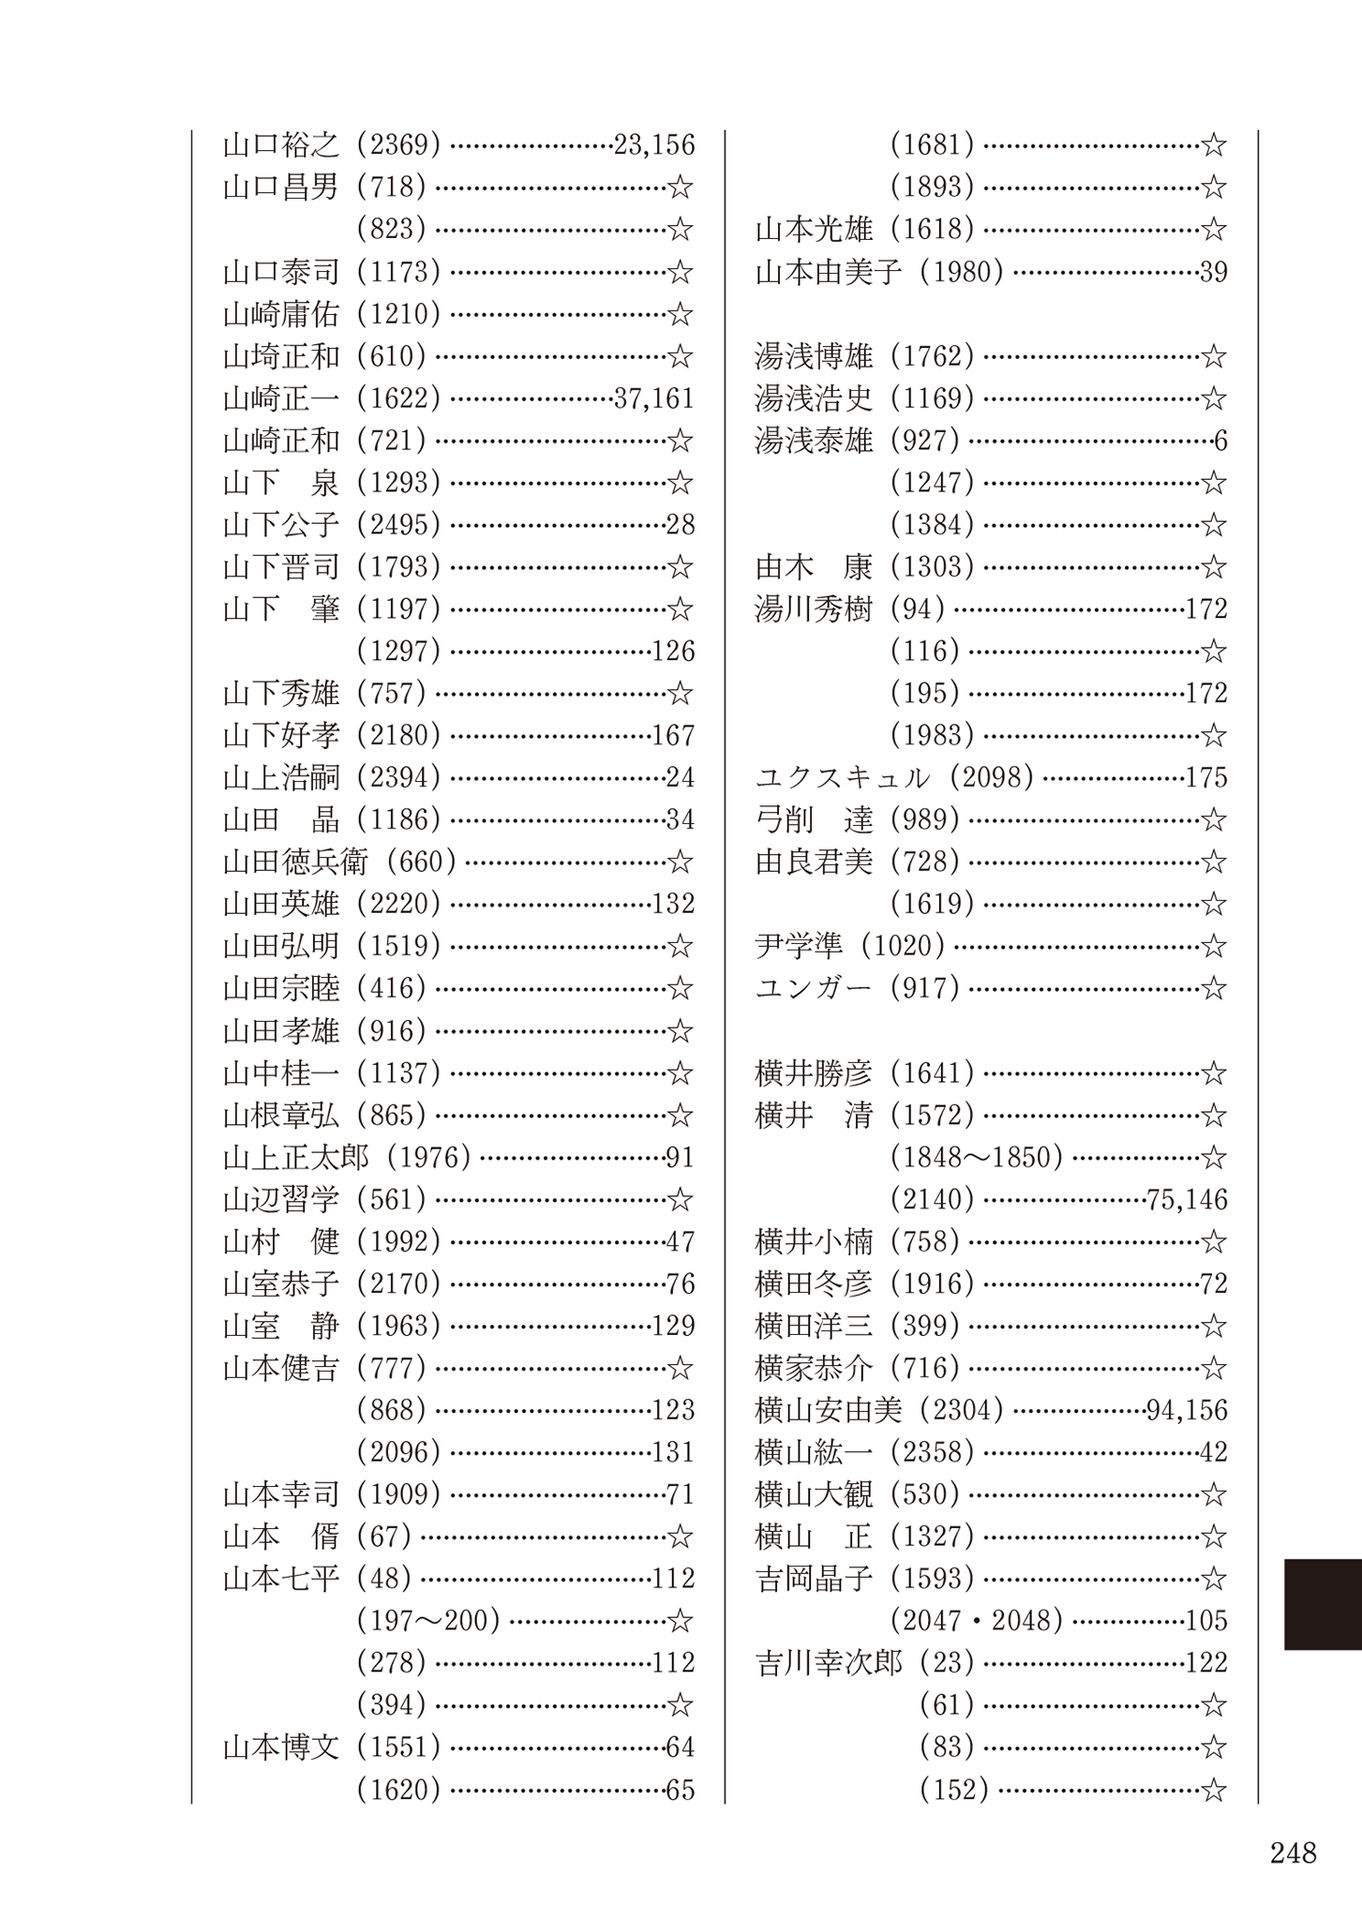 山口裕之（2369）…………………23,156
山口昌男（718）…………………………☆
（823）…………………………☆
山口泰司（1173）………………………☆
山崎庸佑（1210）………………………☆
山埼正和（610）…………………………☆
山崎正一（1622）…………………37,161
山崎正和（721）…………………………☆
山下　泉（1293）………………………☆
山下公子（2495）………………………28
山下晋司（1793）………………………☆
山下　肇（1197）………………………☆
（1297）……………………126
山下秀雄（757）…………………………☆
山下好孝（2180）……………………167
山上浩嗣（2394）………………………24
山田　晶（1186）………………………34
山田徳兵衛（660）……………………☆
山田英雄（2220）……………………132
山田弘明（1519）………………………☆
山田宗睦（416）…………………………☆
山田孝雄（916）…………………………☆
山中桂一（1137）………………………☆
山根章弘（865）…………………………☆
山上正太郎（1976）……………………91
山辺習学（561）…………………………☆
山村　健（1992）………………………47
山室恭子（2170）………………………76
山室　静（1963）……………………129
山本健吉（777）…………………………☆
（868）………………………123
（2096）……………………131
山本幸司（1909）………………………71
山本　偦（67）…………………………☆
山本七平（48）………………………112
（197～200）………………☆
（278）………………………112
（394）…………………………☆
山本博文（1551）………………………64
（1620）………………………65
（1681）………………………☆
（1893）………………………☆
山本光雄（1618）………………………☆
山本由美子（1980）……………………39
湯浅博雄（1762）………………………☆
湯浅浩史（1169）………………………☆
湯浅泰雄（927）…………………………6
（1247）………………………☆
（1384）………………………☆
由木　康（1303）………………………☆
湯川秀樹（94）………………………172
（116）…………………………☆
（195）………………………172
（1983）………………………☆
ユクスキュル（2098）………………175
弓削　達（989）…………………………☆
由良君美（728）…………………………☆
（1619）………………………☆
尹学準（1020）…………………………☆
ユンガー（917）…………………………☆
横井勝彦（1641）………………………☆
横井　清（1572）………………………☆
（1848～1850）……………☆
（2140）…………………75,146
横井小楠（758）…………………………☆
横田冬彦（1916）………………………72
横田洋三（399）…………………………☆
横家恭介（716）…………………………☆
横山安由美（2304）………………94,156
横山紘一（2358）………………………42
横山大観（530）…………………………☆
横山　正（1327）………………………☆
吉岡晶子（1593）………………………☆
（2047・2048）……………105
吉川幸次郎（23）……………………122
（61）………………………☆
（83）………………………☆
（152）……………………☆
248